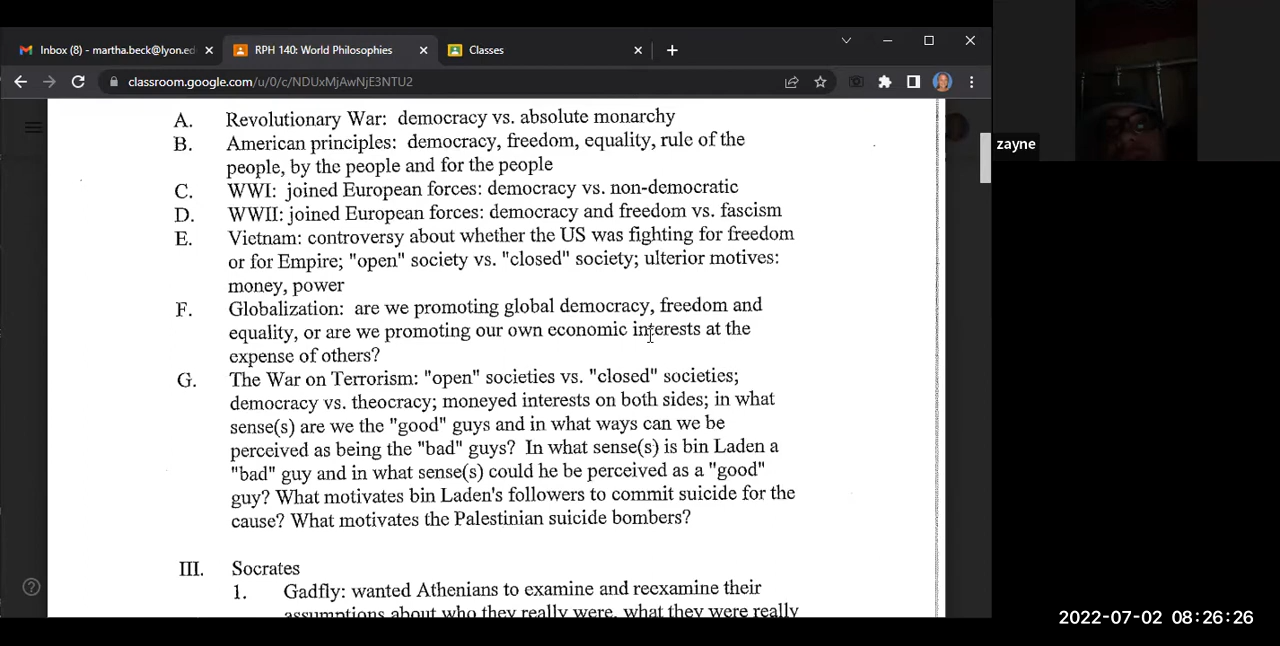 Inbox (8) - martha.beck@lyon.ed
RPH 140: World Philosophies
Classes
classroom.google.com/u/0/c/NDUxMjAwNjE3NTU2
A. Revolutionary War: democracy vs. absolute monarchy
B. American principles: democracy, freedom, equality, rule of the
people, by the people and for the people
C. WWI: joined European forces: democracy vs. non-democratic
D. WWII: joined European forces: democracy and freedom vs. fascism
E. Vietnam: controversy about whether the US was fighting for freedom
or for Empire; "open" society vs. "closed" society; ulterior motives:
money, power
F. Globalization: are we promoting global democracy, freedom and
equality, or are we promoting our own economic interests at the
expense of others?
G. The War on Terrorism: "open" societies vs. "closed" societies;
democracy vs. theocracy; moneyed interests on both sides; in what
sense(s) are we the "good" guys and in what ways can we be
perceived as being the "bad" guys? In what sense(s) is bin Laden a
"bad" guy and in what sense(s) could he be perceived as a "good"
guy? What motivates bin Laden's followers to commit suicide for the
cause? What motivates the Palestinian suicide bombers?
III. Socrates
1. Gadfly: wanted Athenians to examine and reexamine their
assumptions about who they really were, what they were really
zayne
2022-07-02 08:26:26